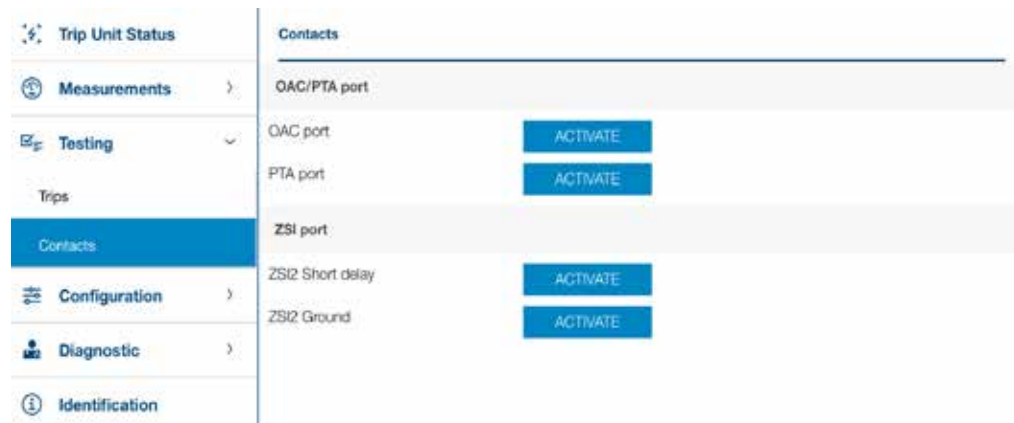 Trip Unit Status
Measurements
Testing
Trips
Contacts
Configuration
Diagnostic
Identification
Contacts
OAC/PTA port
OAC port ACTIVATE
PTA port ACTIVATE
ZSI port
ZSI2 Short delay ACTIVATE
ZSI2 Ground ACTIVATE